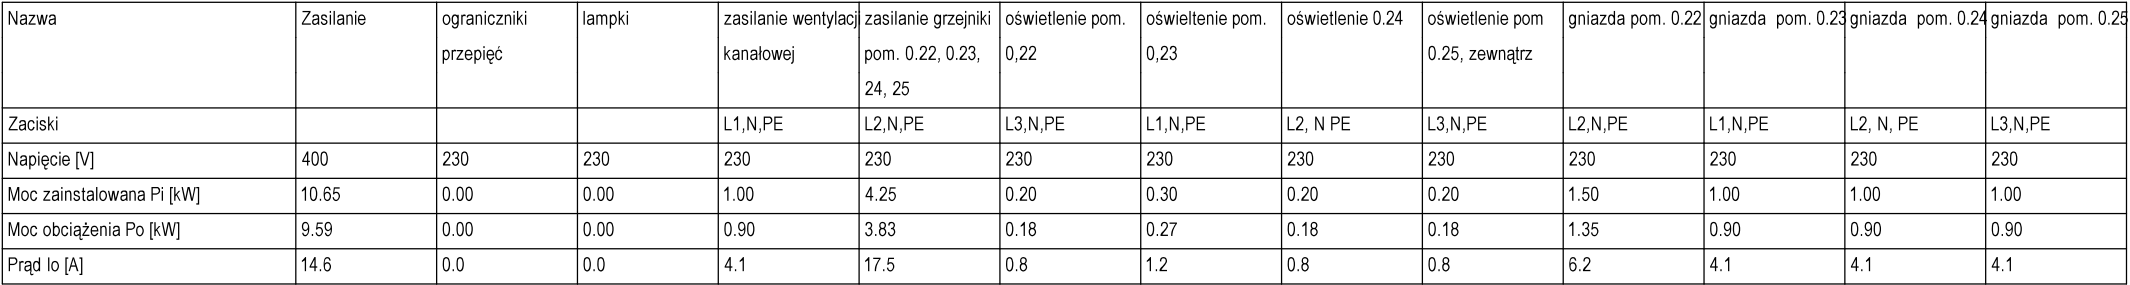 Nazwa Zasilanie ograniczniki przepięć lampki zasilanie wentylacj kanałowej zasilanie grzejniki pom. 0.22, 0.23, 24, 25 oświetlenie pom. 0,22 oświeltenie pom. 0,23 oświetlenie 0.24 oświetlenie pom 0.25, zewnątrz gniazda pom. 0.22 gniazda pom. 0.23 gniazda pom. 0.24 gniazda pom. 0.25
Zaciski L1,N,PE L2,N,PE L3,N,PE L1,N,PE L2, N PE L3,N,PE L2,N,PE L1,N,PE L2, N, PE L3,N,PE
Napięcie [V] 400 230 230 230 230 230 230 230 230 230 230 230 230
Moc zainstalowana Pi [kW] 10.65 0.00 0.00 1.00 4.25 0.20 0.30 0.20 0.20 1.50 1.00 1.00 1.00
Moc obciążenia Po [kW] 9.59 0.00 0.00 0.90 3.83 0.18 0.27 0.18 0.18 1.35 0.90 0.90 0.90
Prąd Io [A] 14.6 0.0 0.0 4.1 17.5 0.8 1.2 0.8 0.8 6.2 4.1 4.1 4.1